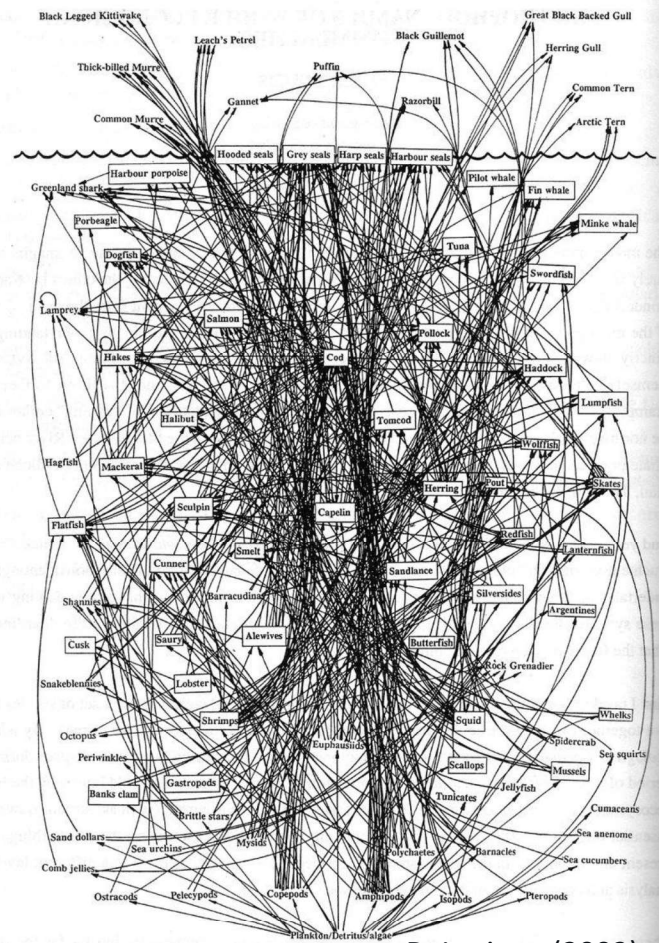 Black Legged Kittiwake
Great Black Backed Gull
Leach's Petrel
Black Guillemot
Herring Gull
Thick-billed Murre
Puffin
Common Tern
Gannet
Razorbill
Common Murre
Arctic Tern
Hooded seals
Grey seals
Harp seals
Harbour seals
Harbour porpoise
Pilot whale
Fin whale
Greenland shark
Porbeagle
Minke whale
Dogfish
Tuna
Swordfish
Lamprey
Salmon
Pollock
Hakes
Cod
Haddock
Lumpfish
Halibut
Tomcod
Wolffish
Hagfish
Mackeral
Herring
Pout
Skates
Sculpin
Capelin
Flatfish
Redfish
Smelt
Lanternfish
Cunner
Sandlance
Barracudina
Silversides
Shannies
Argentines
Cusk
Saury
Alewives
Butterfish
Rock Grenadier
Snakeblennies
Lobster
Shrimps
Squid
Whelks
Octopus
Euphausiids
Spidercrab
Periwinkles
Sea squirts
Scallops
Mussels
Gastropods
Banks clam
Jellyfish
Tunicates
Brittle stars
Cumaceans
Sand dollars
Mysids
Sea anenome
Sea urchins
Polychaetes
Barnacles
Comb jellies
Sea cucumbers
Ostracods
Pelecypods
Copepods
Amphipods
Isopods
Pteropods
Plankton/Detritus/algae